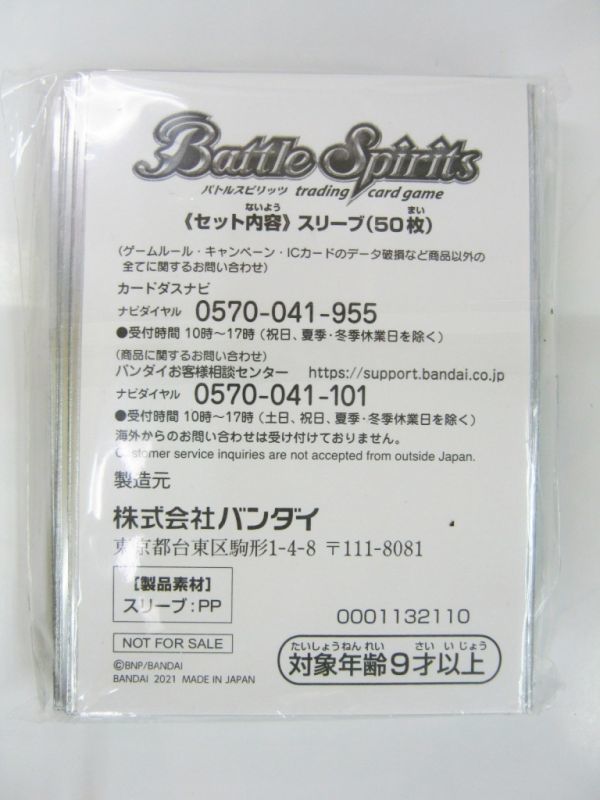 Battle Spirits
バトルスピリッツ trading card game
ないよう まい
《セット内容》スリーブ(50枚)
(ゲームルール・キャンペーン・ICカードのデータ破損など商品以外の
全てに関するお問い合わせ)
カードダスナビ
ナビダイヤル 0570-041-955
●受付時間 10時〜17時(祝日、夏季・冬季休業日を除く)
(商品に関するお問い合わせ)
バンダイお客様相談センター https://support.bandai.co.jp
ナビダイヤル 0570-041-101
●受付時間 10時〜17時(土日、祝日、夏季・冬季休業日を除く)
海外からのお問い合わせは受け付けておりません。
Customer service inquiries are not accepted from outside Japan.
製造元
株式会社バンダイ
東京都台東区駒形1-4-8 〒111-8081
[製品素材]
スリーブ:PP
0001132110
NOT FOR SALE
たいしょうねんれい さいいじょう
対象年齢9才以上
©BNP/BANDAI
BANDAI 2021 MADE IN JAPAN